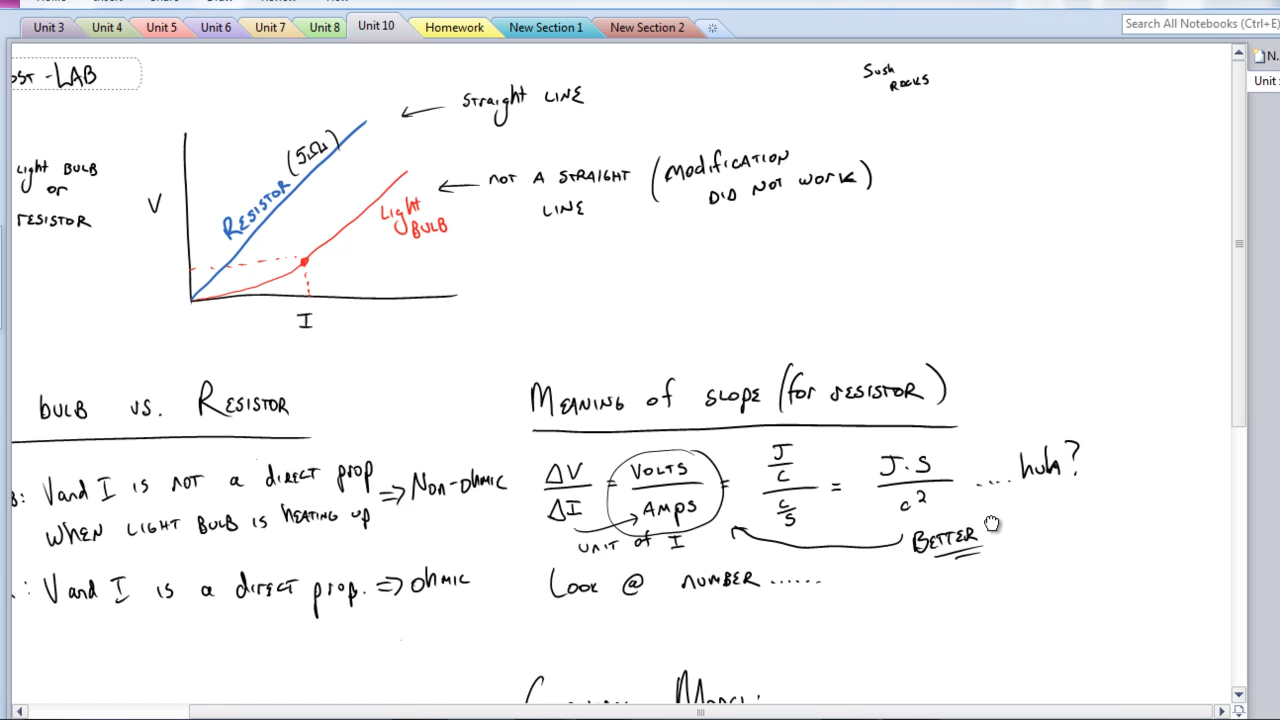 Unit 3 Unit 4 Unit 5 Unit 6 Unit 7 Unit 8 Unit 10 Homework New Section 1 New Section 2
Search All Notebooks (Ctrl+E)
N.
Unit
OST-LAB
Sush
ROCKS
Straight LINE
Light BULB
or
RESISTOR
V
RESISTOR (5Ω)
Light
BULB
NOT A STRAIGHT
LINE
(MODIFICATION
DID NOT WORK)
I
BULB VS. RESISTOR
MEANING of SLOPE (for RESISTOR)
B: V and I IS NOT A DIRECT PROP
WHEN LIGHT BULB IS HEATING UP
=> NON-OHMIC
ΔV/ΔI = VOLTS/AMPS = (J/C)/(C/S) = J·S/C² .... huh?
UNIT of I
BETTER
: V and I IS a DIRECT PROP. => OHMIC
LOOK @ NUMBER ......